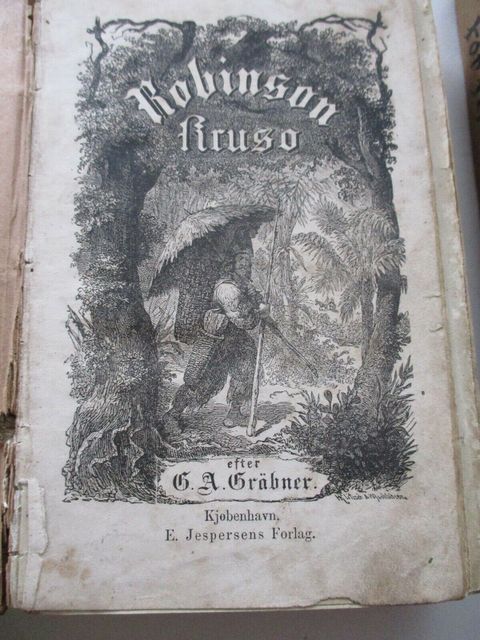 Robinson
Kruso
efter
G. A. Gräbner.
Kjøbenhavn.
E. Jespersens Forlag.